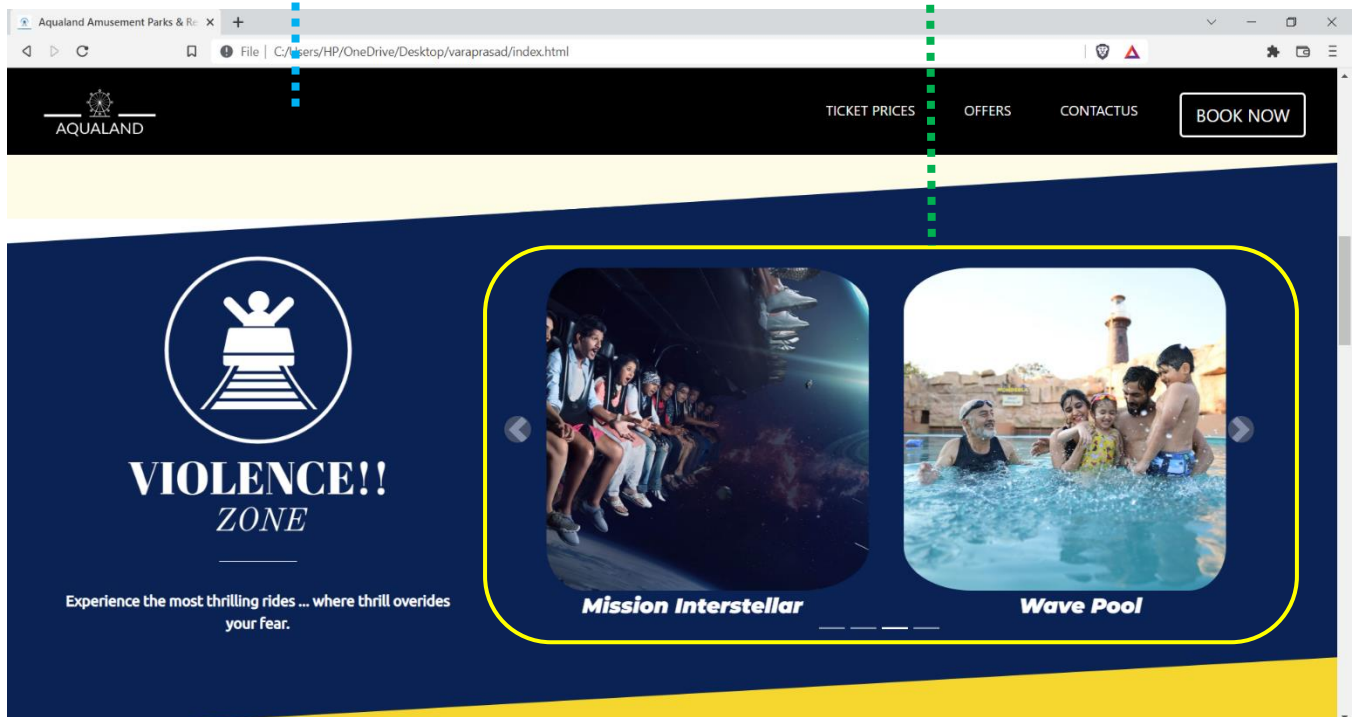 Aqualand Amusement Parks & Re
File | C:/Users/HP/OneDrive/Desktop/varaprasad/index.html
AQUALAND
TICKET PRICES
OFFERS
CONTACTUS
BOOK NOW
VIOLENCE!!
ZONE
Experience the most thrilling rides ... where thrill overides
your fear.
Mission Interstellar
Wave Pool